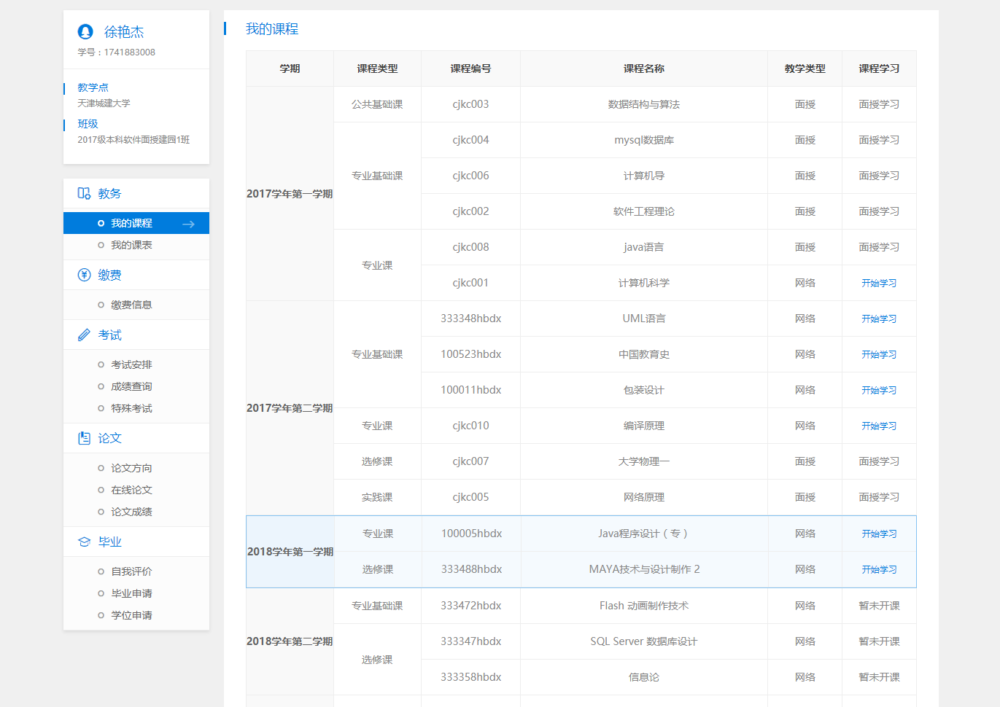 徐艳杰
学号：1741883008
教学点
天津城建大学
班级
2017级本科软件面授建园1班
教务
我的课程
我的课表
缴费
缴费信息
考试
考试安排
成绩查询
特殊考试
论文
论文方向
在线论文
论文成绩
毕业
自我评价
毕业申请
学位申请
我的课程
学期 课程类型 课程编号 课程名称 教学类型 课程学习
2017学年第一学期
公共基础课 cjkc003 数据结构与算法 面授 面授学习
专业基础课 cjkc004 mysql数据库 面授 面授学习
cjkc006 计算机导 面授 面授学习
cjkc002 软件工程理论 面授 面授学习
专业课 cjkc008 java语言 面授 面授学习
cjkc001 计算机科学 网络 开始学习
2017学年第二学期
专业基础课 333348hbdx UML语言 网络 开始学习
100523hbdx 中国教育史 网络 开始学习
100011hbdx 包装设计 网络 开始学习
专业课 cjkc010 编译原理 网络 开始学习
选修课 cjkc007 大学物理一 面授 面授学习
实践课 cjkc005 网络原理 面授 面授学习
2018学年第一学期
专业课 100005hbdx Java程序设计（专） 网络 开始学习
选修课 333488hbdx MAYA技术与设计制作 2 网络 开始学习
2018学年第二学期
专业基础课 333472hbdx Flash 动画制作技术 网络 暂未开课
选修课 333347hbdx SQL Server 数据库设计 网络 暂未开课
333358hbdx 信息论 网络 暂未开课